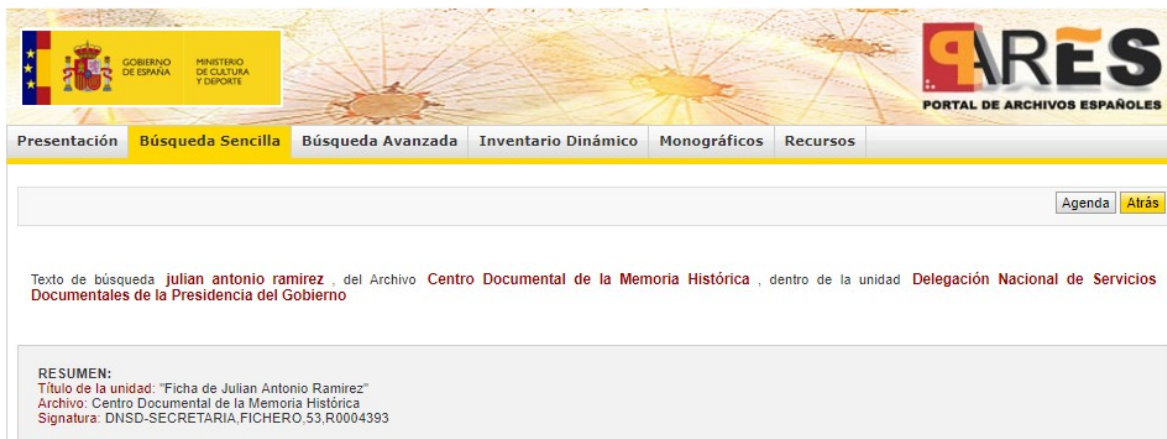 GOBIERNO
DE ESPAÑA
MINISTERIO
DE CULTURA
Y DEPORTE
PARES
PORTAL DE ARCHIVOS ESPAÑOLES
Presentación Búsqueda Sencilla Búsqueda Avanzada Inventario Dinámico Monográficos Recursos
Agenda Atrás
Texto de búsqueda julian antonio ramirez , del Archivo Centro Documental de la Memoria Histórica , dentro de la unidad Delegación Nacional de Servicios
Documentales de la Presidencia del Gobierno
RESUMEN:
Título de la unidad: "Ficha de Julian Antonio Ramirez"
Archivo: Centro Documental de la Memoria Histórica
Signatura: DNSD-SECRETARIA,FICHERO,53,R0004393